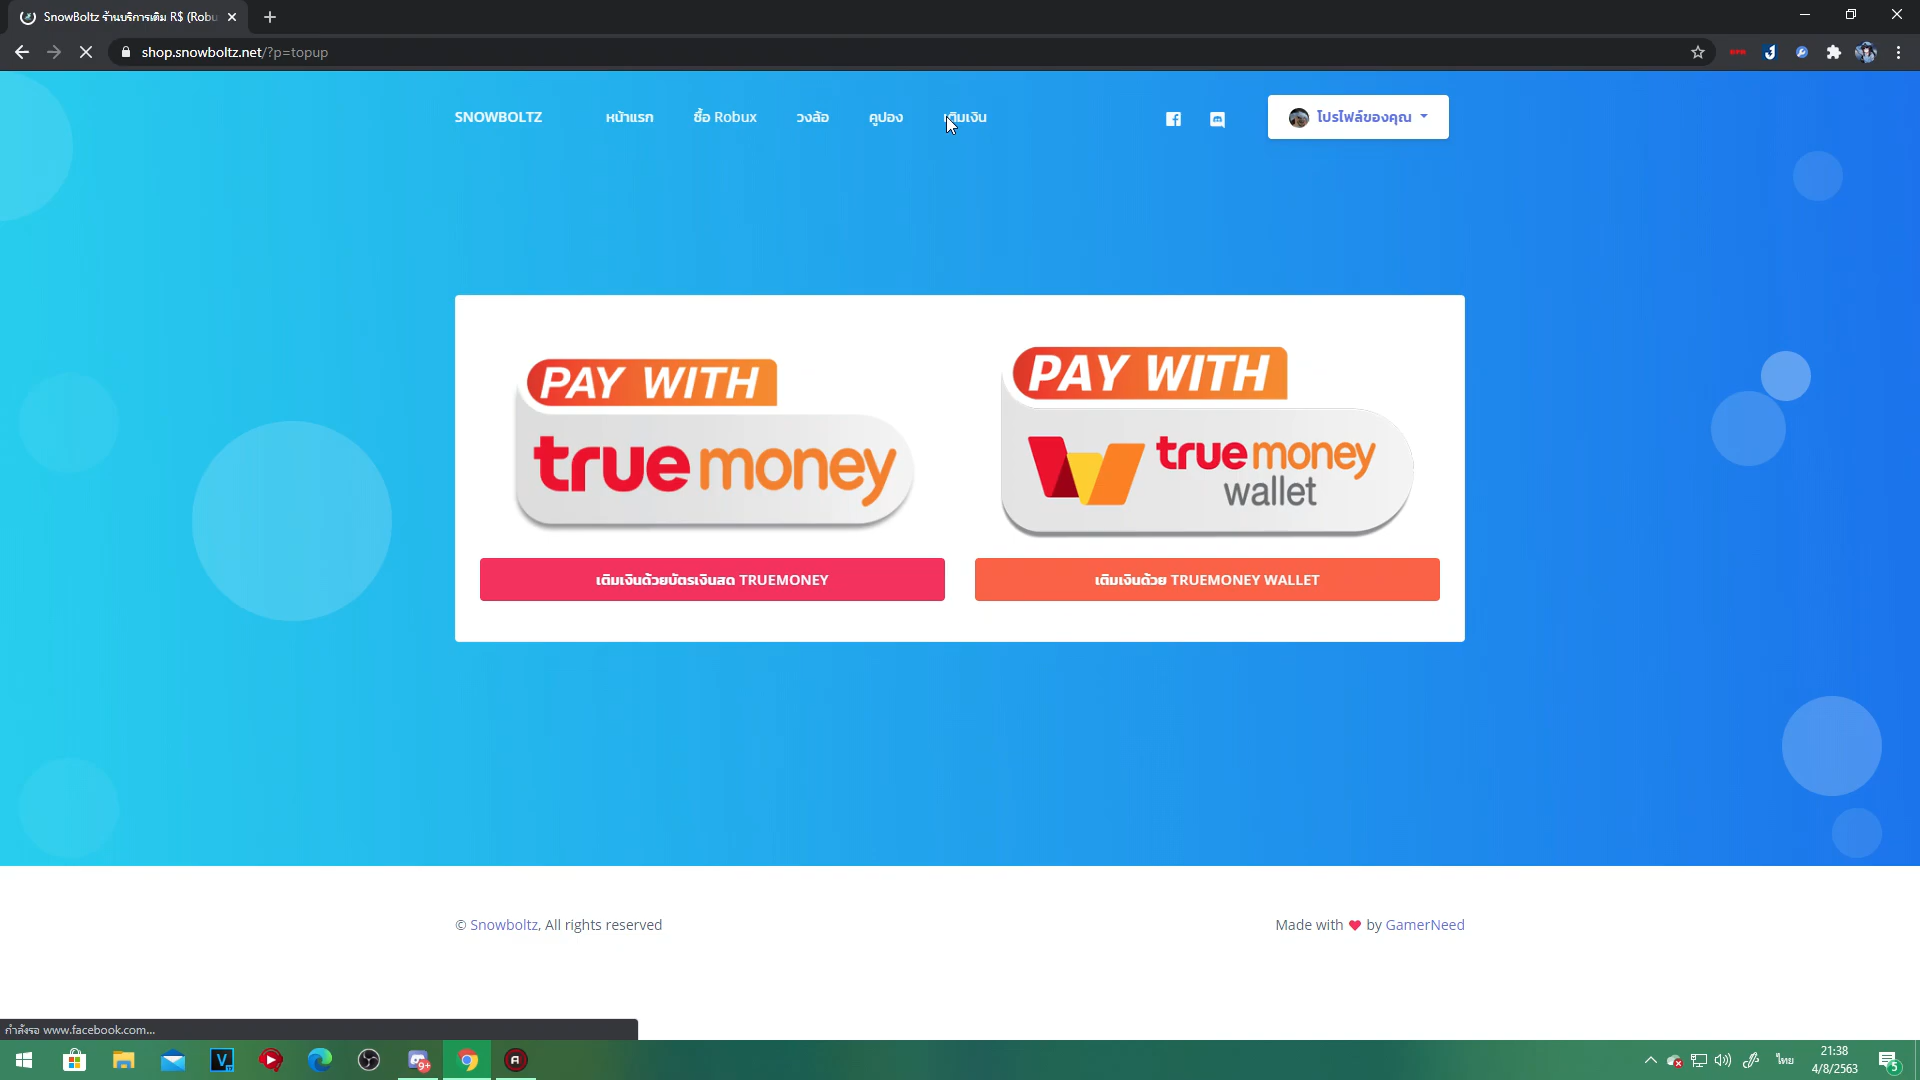 SnowBoltz ร้านบริการเติม R$ (Robu
shop.snowboltz.net/?p=topup
SNOWBOLTZ
หน้าแรก
ซื้อ Robux
วงล้อ
คูปอง
เติมเงิน
โปรไฟล์ของคุณ
PAY WITH
truemoney
PAY WITH
truemoney
wallet
เติมเงินด้วยบัตรเงินสด TRUEMONEY
เติมเงินด้วย TRUEMONEY WALLET
© Snowboltz, All rights reserved
Made with ♥ by GamerNeed
กำลังรอ www.facebook.com...
V
9+
ไทย
21:38
4/8/2563
5